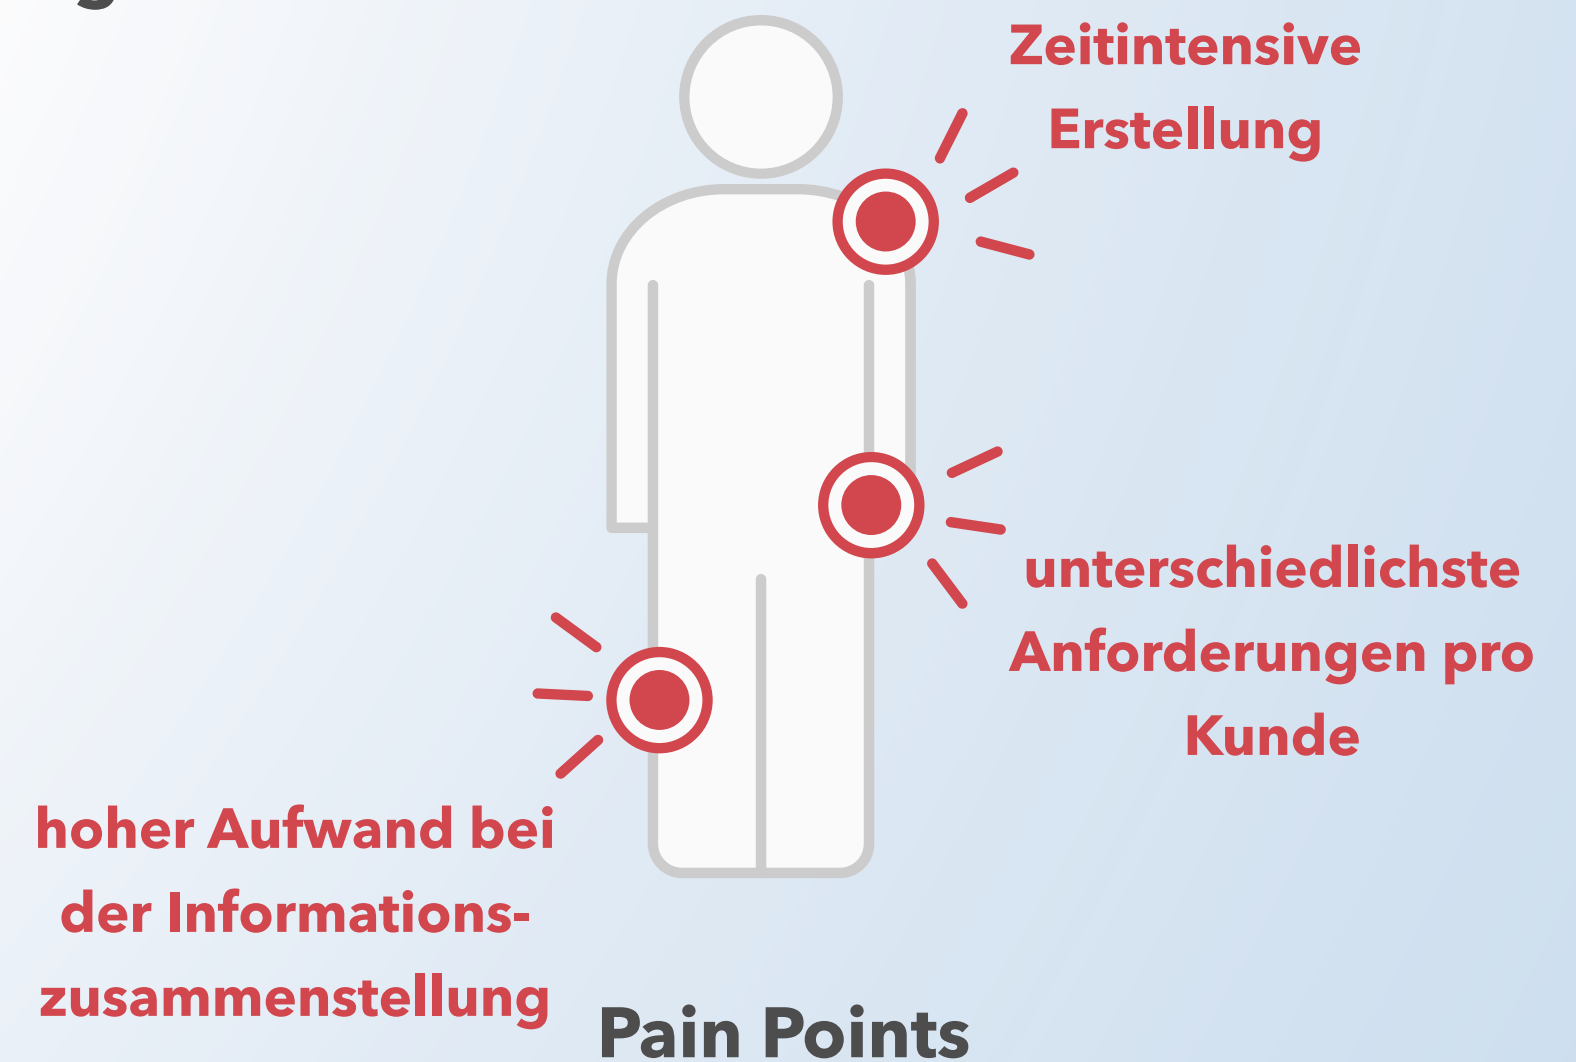 Zeitintensive
Erstellung
unterschiedlichste
Anforderungen pro
Kunde
hoher Aufwand bei
der Informations-
zusammenstellung
Pain Points